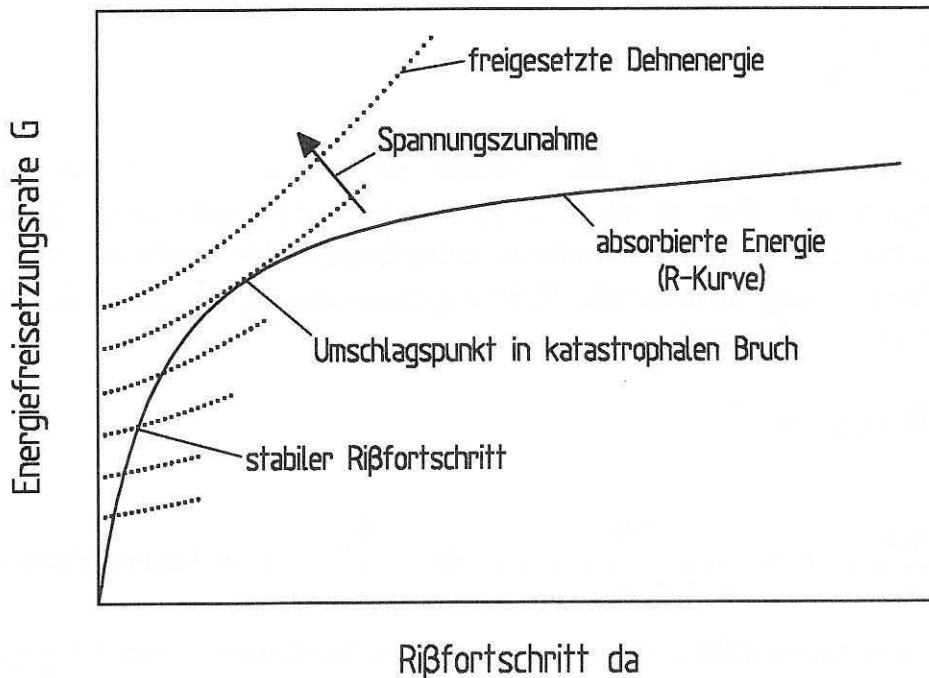 freigesetzte Dehnenergie
Spannungszunahme
absorbierte Energie
(R-Kurve)
Umschlagspunkt in katastrophalen Bruch
stabiler Rißfortschritt
Energiefreisetzungsrate G
Rißfortschritt da